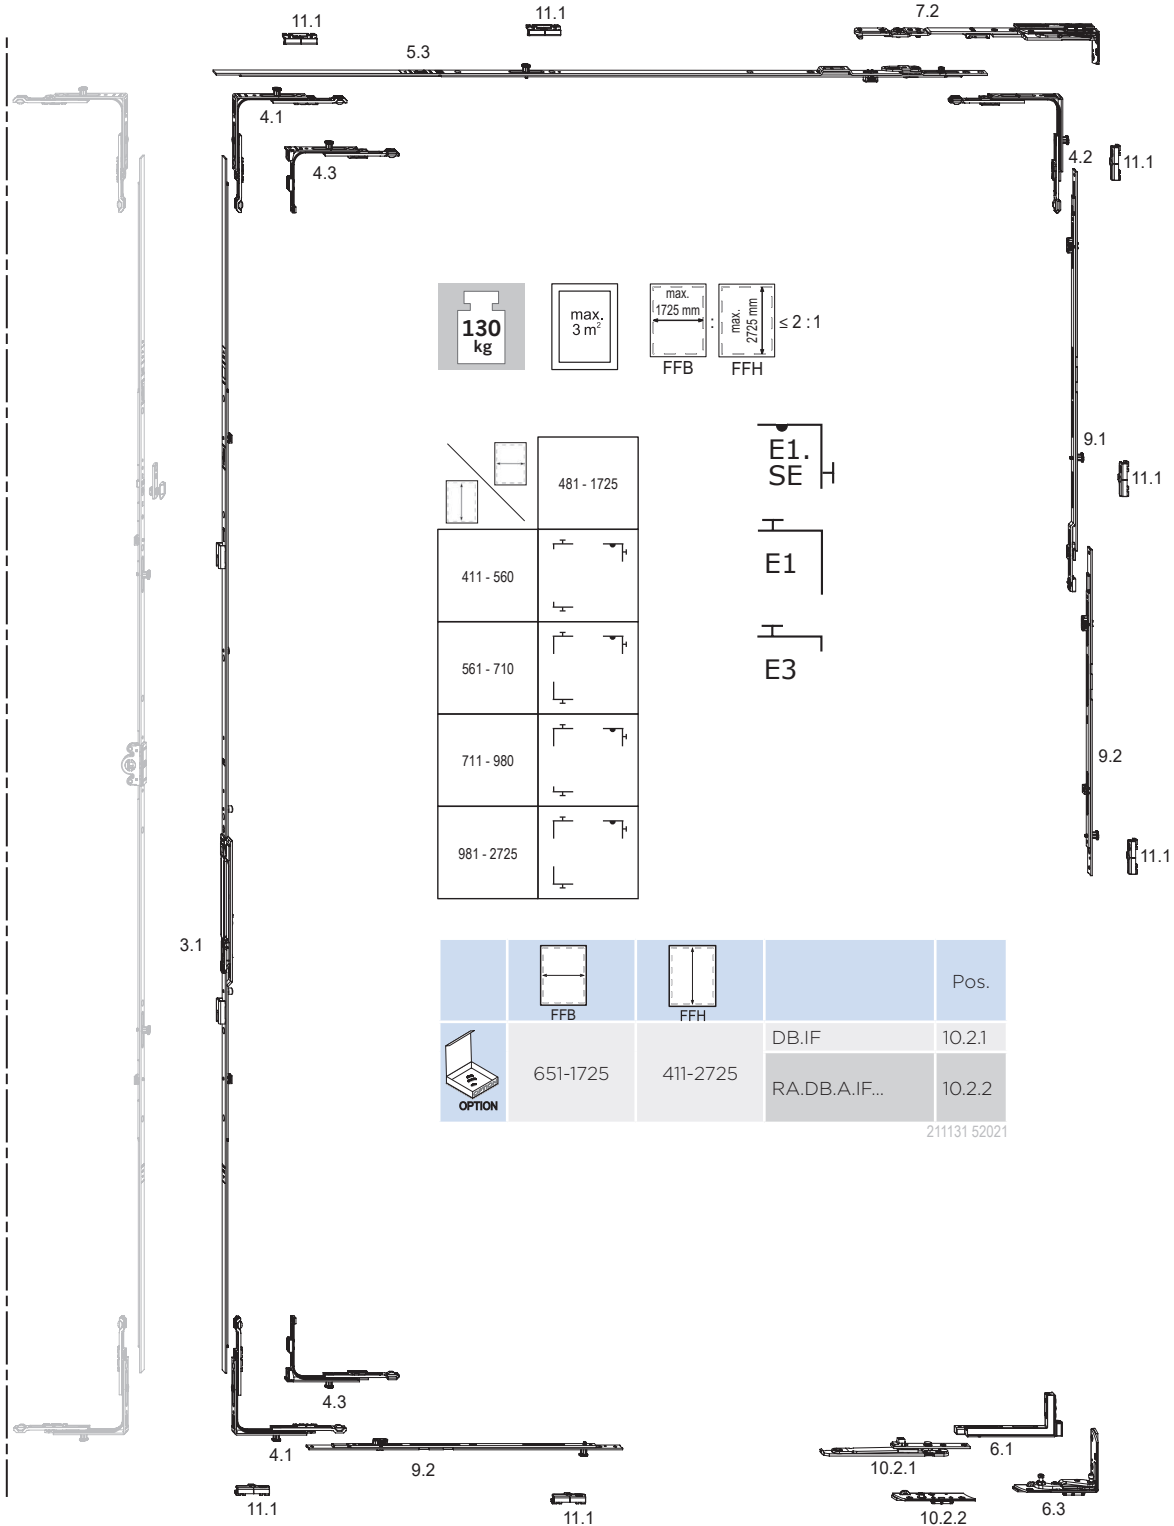 11.1
11.1
7.2
5.3
4.1
4.3
4.2
11.1
130
kg
max.
3 m²
max.
1725 mm
:
max.
2725 mm
≤ 2 : 1
FFB
FFH
9.1
11.1
481 - 1725
E1.
SE
411 - 560
E1
561 - 710
E3
711 - 980
9.2
981 - 2725
11.1
3.1
FFB
FFH
Pos.
OPTION
651-1725
411-2725
DB.IF
10.2.1
RA.DB.A.IF...
10.2.2
211131 52021
4.3
4.1
9.2
6.1
10.2.1
11.1
11.1
10.2.2
6.3